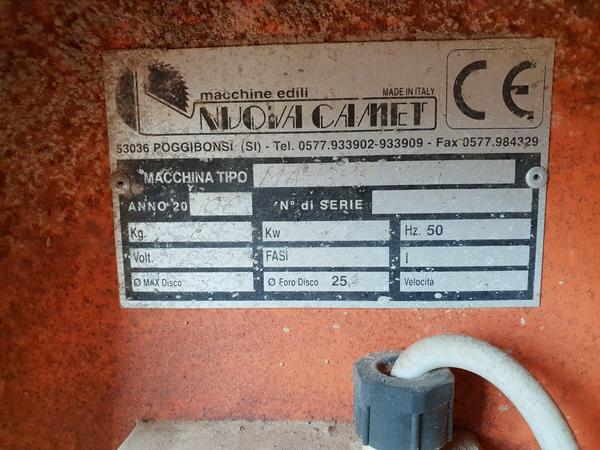 macchine edili MADE IN ITALY
NUOVA CAMET CE
53036 POGGIBONSI (SI) - Tel. 0577.933902-933909 - Fax 0577.984329
MACCHINA TIPO
ANNO 20 N° di SERIE
Kg. Kw Hz. 50
Volt. FASI I
Ø MAX Disco Ø Foro Disco 25 Velocità